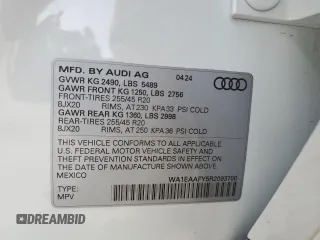 MFD. BY AUDI AG 04.24
GVWR KG 2490, LBS 5489
GAWR FRONT KG 1250, LBS 2756
FRONT-TIRES 255/45 R20
8JX20 RIMS, AT 230 KPA 33 PSI COLD
GAWR REAR KG 1360, LBS 2998
REAR-TIRES 255/45 R20
8JX20 RIMS, AT 250 KPA 36 PSI COLD
THIS VEHICLE CONFORMS TO ALL APPLICABLE
FEDERAL MOTOR VEHICLE SAFETY, BUMPER,
AND THEFT PREVENTION STANDARDS IN EFFECT
ON THE DATE OF MANUFACTURE SHOWN ABOVE.
MEXICO WA1EAAFY5R2093700
TYPE:
MPV
DREAMBID